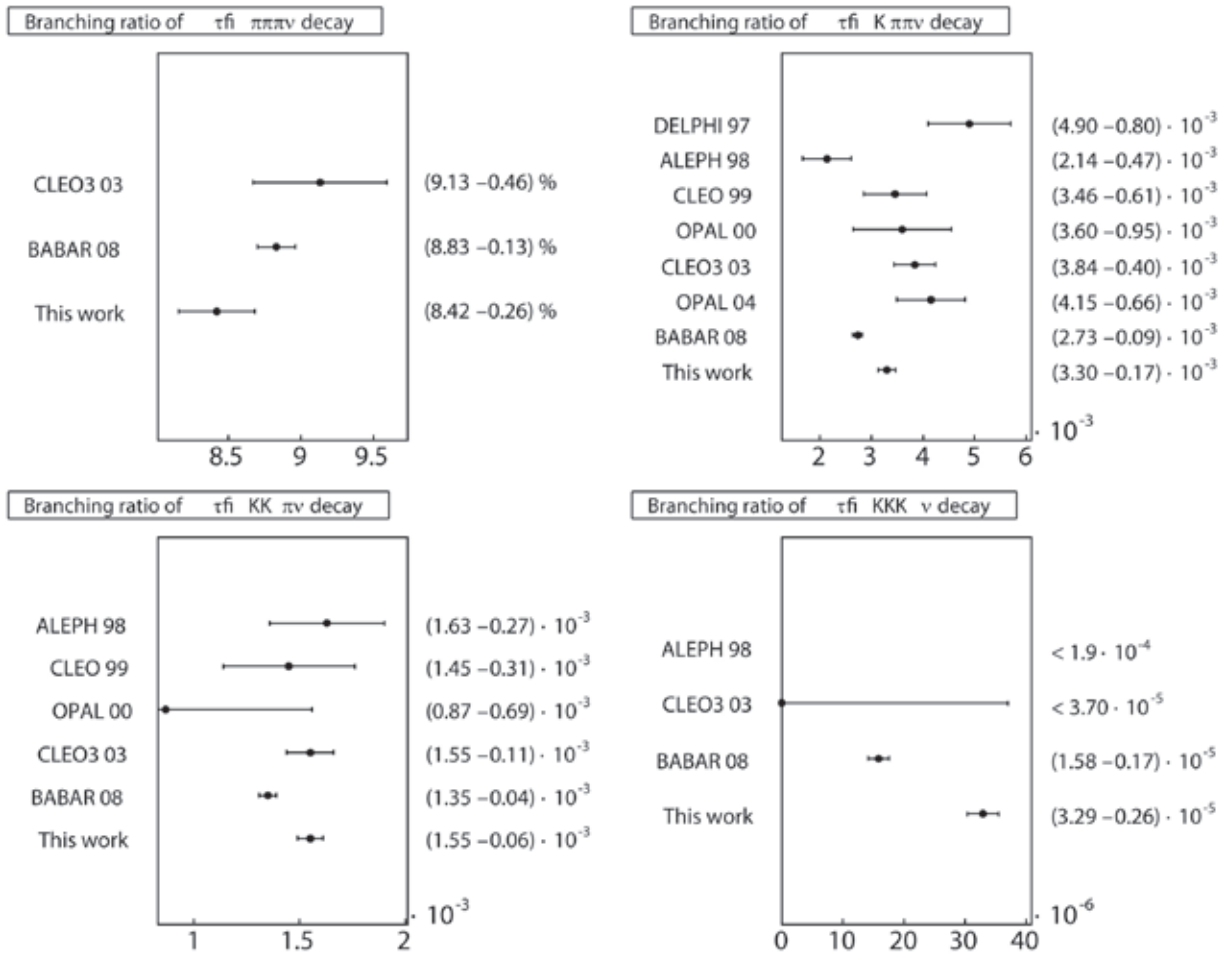 Branching ratio of τfi πππν decay
CLEO3 03 (9.13 –0.46) %
BABAR 08 (8.83 –0.13) %
This work (8.42 –0.26) %
8.5 9 9.5
Branching ratio of τfi K ππν decay
DELPHI 97 (4.90 –0.80) · 10⁻³
ALEPH 98 (2.14 –0.47) · 10⁻³
CLEO 99 (3.46 –0.61) · 10⁻³
OPAL 00 (3.60 –0.95) · 10⁻³
CLEO3 03 (3.84 –0.40) · 10⁻³
OPAL 04 (4.15 –0.66) · 10⁻³
BABAR 08 (2.73 –0.09) · 10⁻³
This work (3.30 –0.17) · 10⁻³
· 10⁻³
2 3 4 5 6
Branching ratio of τfi KK πν decay
ALEPH 98 (1.63 –0.27) · 10⁻³
CLEO 99 (1.45 –0.31) · 10⁻³
OPAL 00 (0.87 –0.69) · 10⁻³
CLEO3 03 (1.55 –0.11) · 10⁻³
BABAR 08 (1.35 –0.04) · 10⁻³
This work (1.55 –0.06) · 10⁻³
· 10⁻³
1 1.5 2
Branching ratio of τfi KKK ν decay
ALEPH 98 < 1.9 · 10⁻⁴
CLEO3 03 < 3.70 · 10⁻⁵
BABAR 08 (1.58 –0.17) · 10⁻⁵
This work (3.29 –0.26) · 10⁻⁵
· 10⁻⁶
0 10 20 30 40